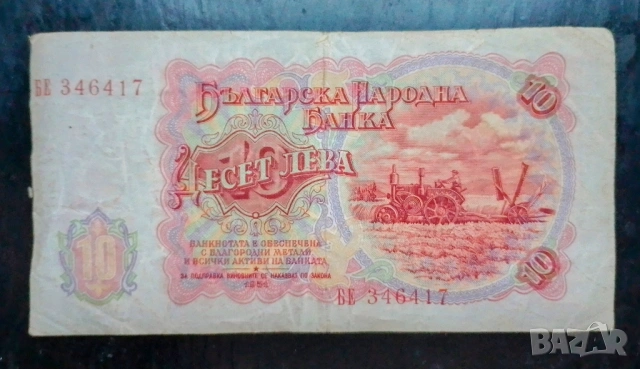 БЕ 346417
БЪЛГАРСКА НАРОДНА
БАНКА
10
ДЕСЕТ ЛЕВА
10
БАНКНОТАТА Е ОБЕЗПЕЧЕНА
С БЛАГОРОДНИ МЕТАЛИ
И ВСИЧКИ АКТИВИ НА БАНКАТА
ЗА ПОДПРАВКА ВИНОВНИТЕ СЕ НАКАЗВАТ ПО ЗАКОНА
1951
10
10
БЕ 346417
BAZAR